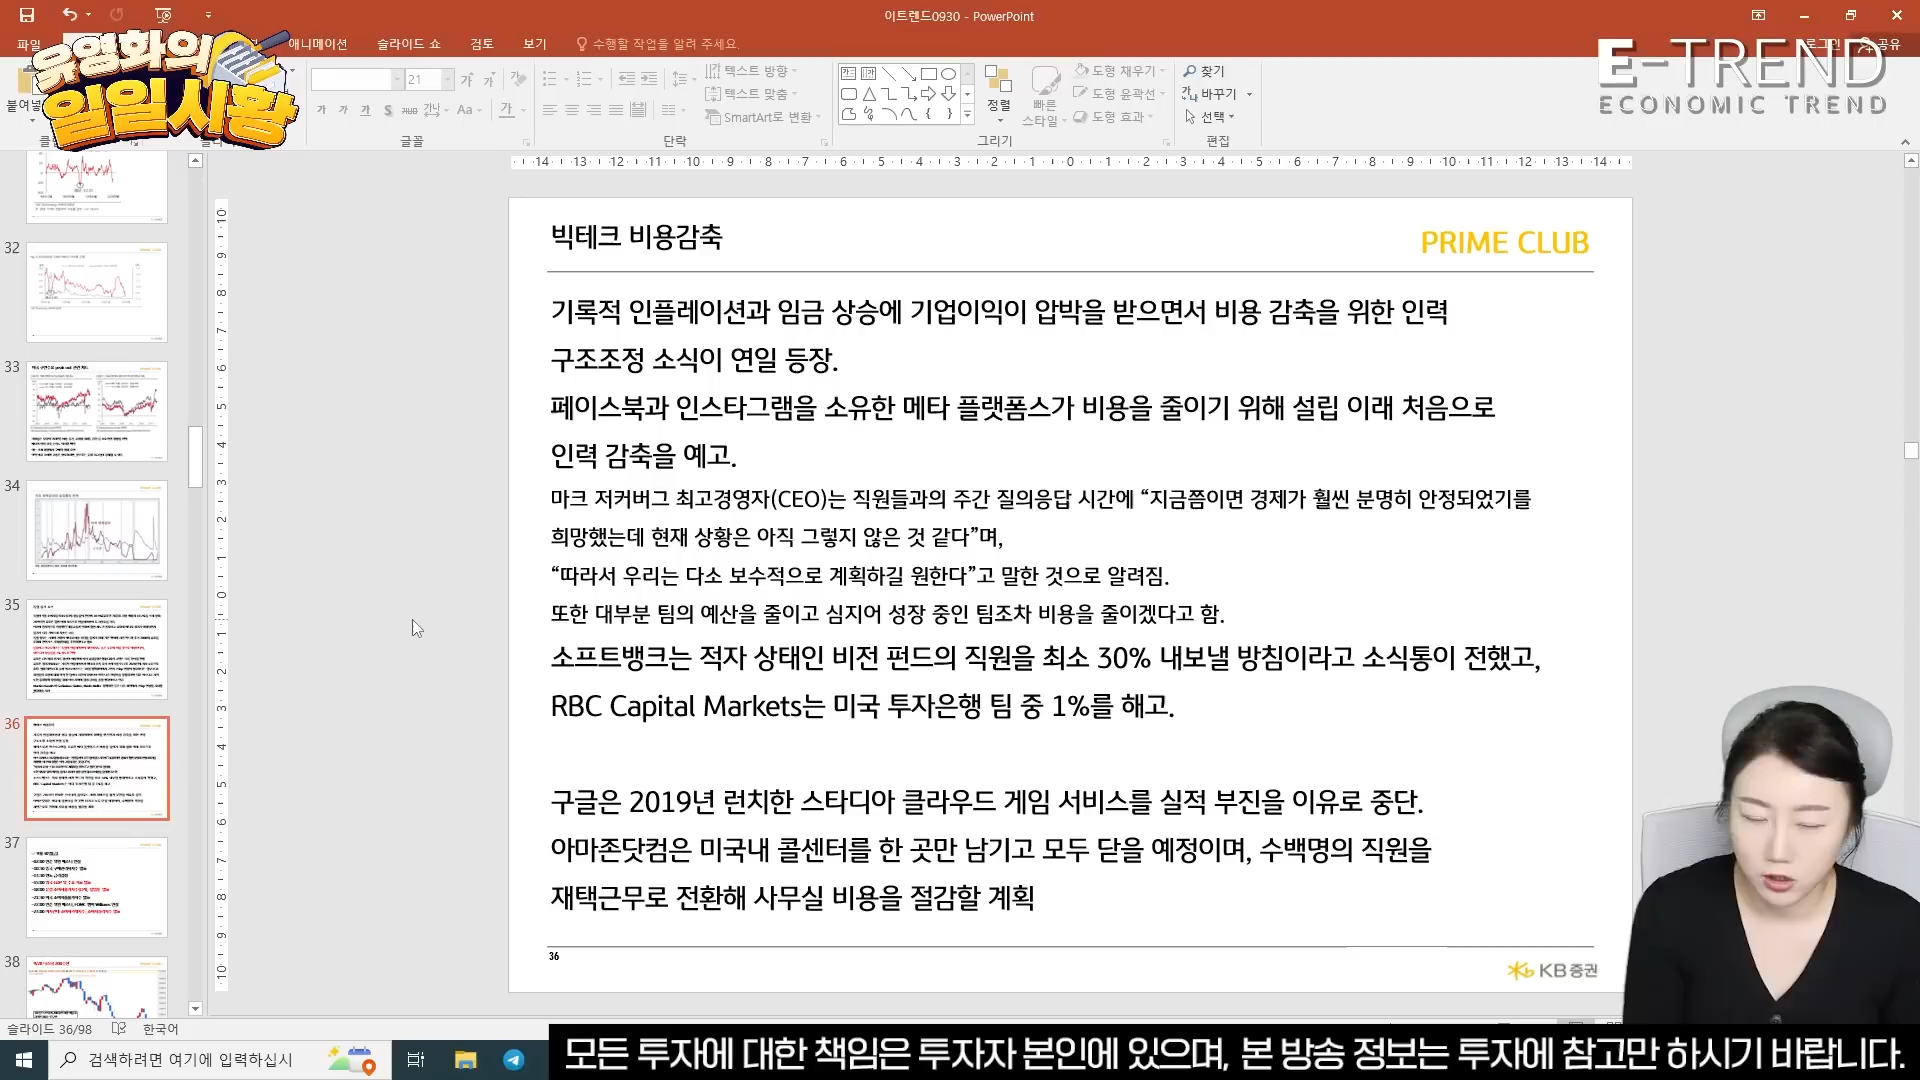 이트렌드0930 - PowerPoint
파일
애니메이션
슬라이드 쇼
검토
보기
수행할 작업을 알려 주세요.
로그인
공유
유영화의
일일시황
E-TREND
ECONOMIC TREND
21
텍스트 방향
텍스트 맞춤
SmartArt로 변환
정렬
빠른
스타일
도형 채우기
도형 윤곽선
도형 효과
찾기
바꾸기
선택
글꼴
단락
그리기
편집
32
33
34
35
36
37
38
빅테크 비용감축
PRIME CLUB
기록적 인플레이션과 임금 상승에 기업이익이 압박을 받으면서 비용 감축을 위한 인력
구조조정 소식이 연일 등장.
페이스북과 인스타그램을 소유한 메타 플랫폼스가 비용을 줄이기 위해 설립 이래 처음으로
인력 감축을 예고.
마크 저커버그 최고경영자(CEO)는 직원들과의 주간 질의응답 시간에 “지금쯤이면 경제가 훨씬 분명히 안정되었기를
희망했는데 현재 상황은 아직 그렇지 않은 것 같다”며,
“따라서 우리는 다소 보수적으로 계획하길 원한다”고 말한 것으로 알려짐.
또한 대부분 팀의 예산을 줄이고 심지어 성장 중인 팀조차 비용을 줄이겠다고 함.
소프트뱅크는 적자 상태인 비전 펀드의 직원을 최소 30% 내보낼 방침이라고 소식통이 전했고,
RBC Capital Markets는 미국 투자은행 팀 중 1%를 해고.
구글은 2019년 런치한 스타디아 클라우드 게임 서비스를 실적 부진을 이유로 중단.
아마존닷컴은 미국내 콜센터를 한 곳만 남기고 모두 닫을 예정이며, 수백명의 직원을
재택근무로 전환해 사무실 비용을 절감할 계획
36
KB증권
슬라이드 36/98
한국어
검색하려면 여기에 입력하십시
모든 투자에 대한 책임은 투자자 본인에 있으며, 본 방송 정보는 투자에 참고만 하시기 바랍니다.